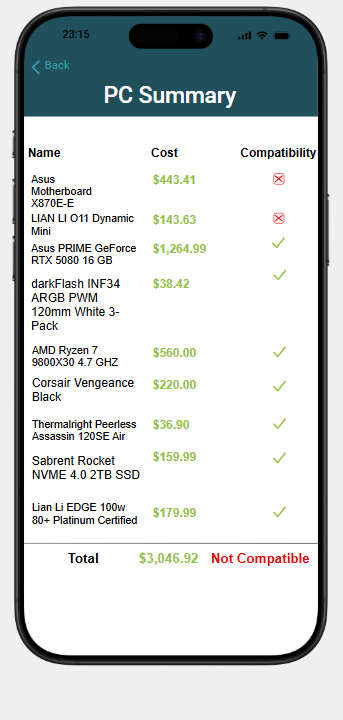 23:15
Back
PC Summary
Name Cost Compatibility
Asus $443.41
Motherboard
X870E-E
LIAN LI O11 Dynamic $143.63
Mini
Asus PRIME GeForce $1,264.99
RTX 5080 16 GB
darkFlash INF34 $38.42
ARGB PWM
120mm White 3-
Pack
AMD Ryzen 7 $560.00
9800X30 4.7 GHZ
Corsair Vengeance $220.00
Black
Thermalright Peerless $36.90
Assassin 120SE Air
Sabrent Rocket $159.99
NVME 4.0 2TB SSD
Lian Li EDGE 100w $179.99
80+ Platinum Certified
Total $3,046.92 Not Compatible